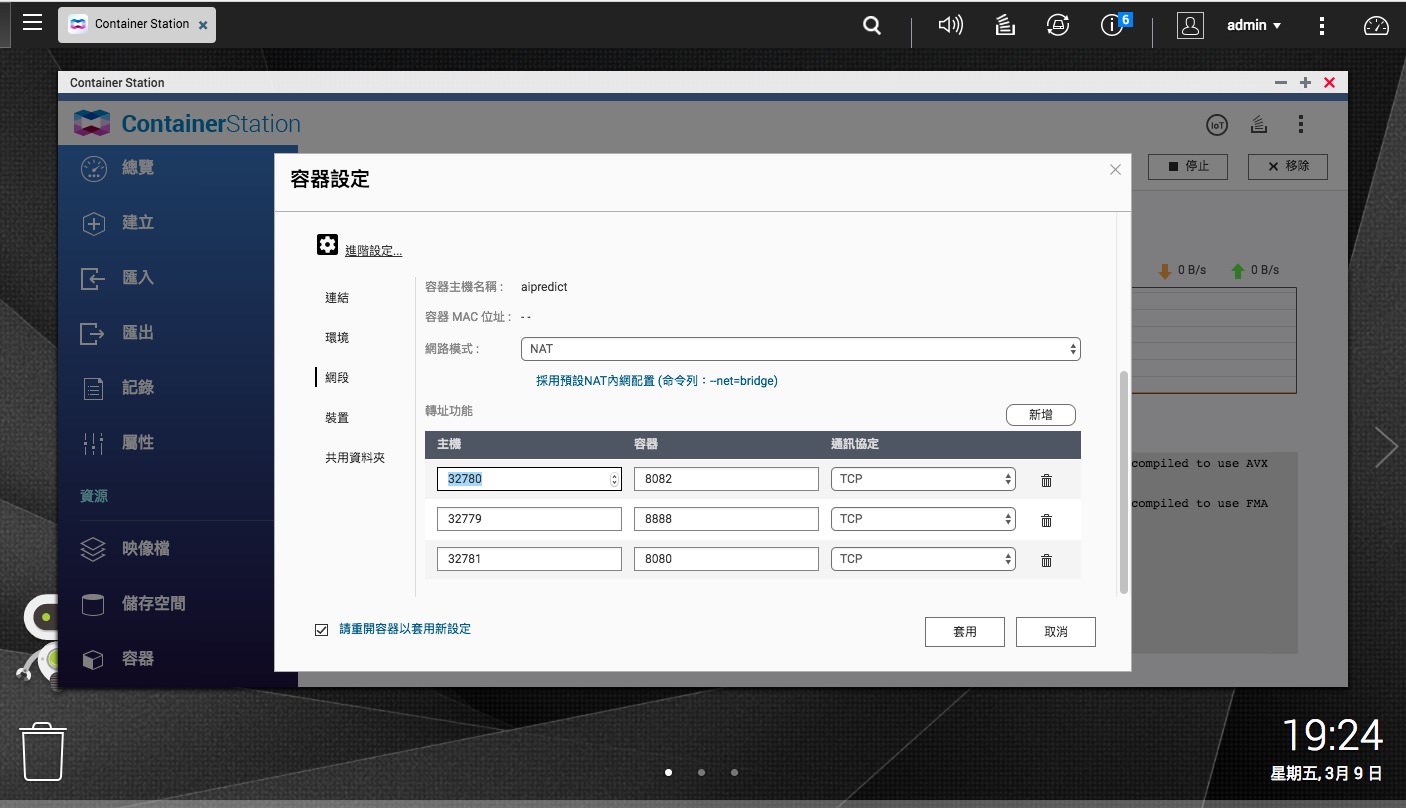 Container Station
6
admin
Container Station
ContainerStation
IoT
總覽
建立
匯入
匯出
記錄
屬性
資源
映像檔
儲存空間
容器
停止
移除
0 B/s
0 B/s
compiled to use AVX
compiled to use FMA
容器設定
進階設定...
連結
環境
網段
裝置
共用資料夾
容器主機名稱 : aipredict
容器 MAC 位址 : - -
網路模式 : NAT
採用預設NAT內網配置 (命令列：--net=bridge)
轉址功能
新增
主機 容器 通訊協定
32780 8082 TCP
32779 8888 TCP
32781 8080 TCP
請重開容器以套用新設定
套用
取消
19:24
星期五, 3月 9 日